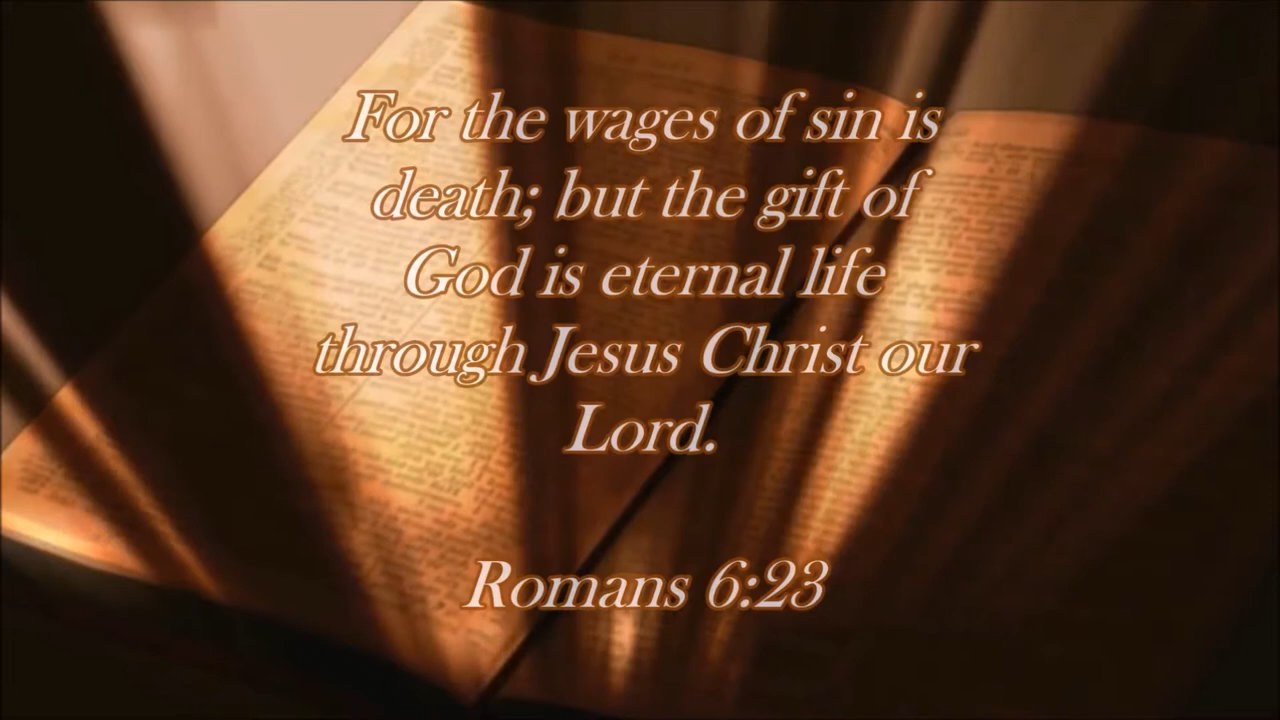 For the wages of sin is
death; but the gift of
God is eternal life
through Jesus Christ our
Lord.
Romans 6:23